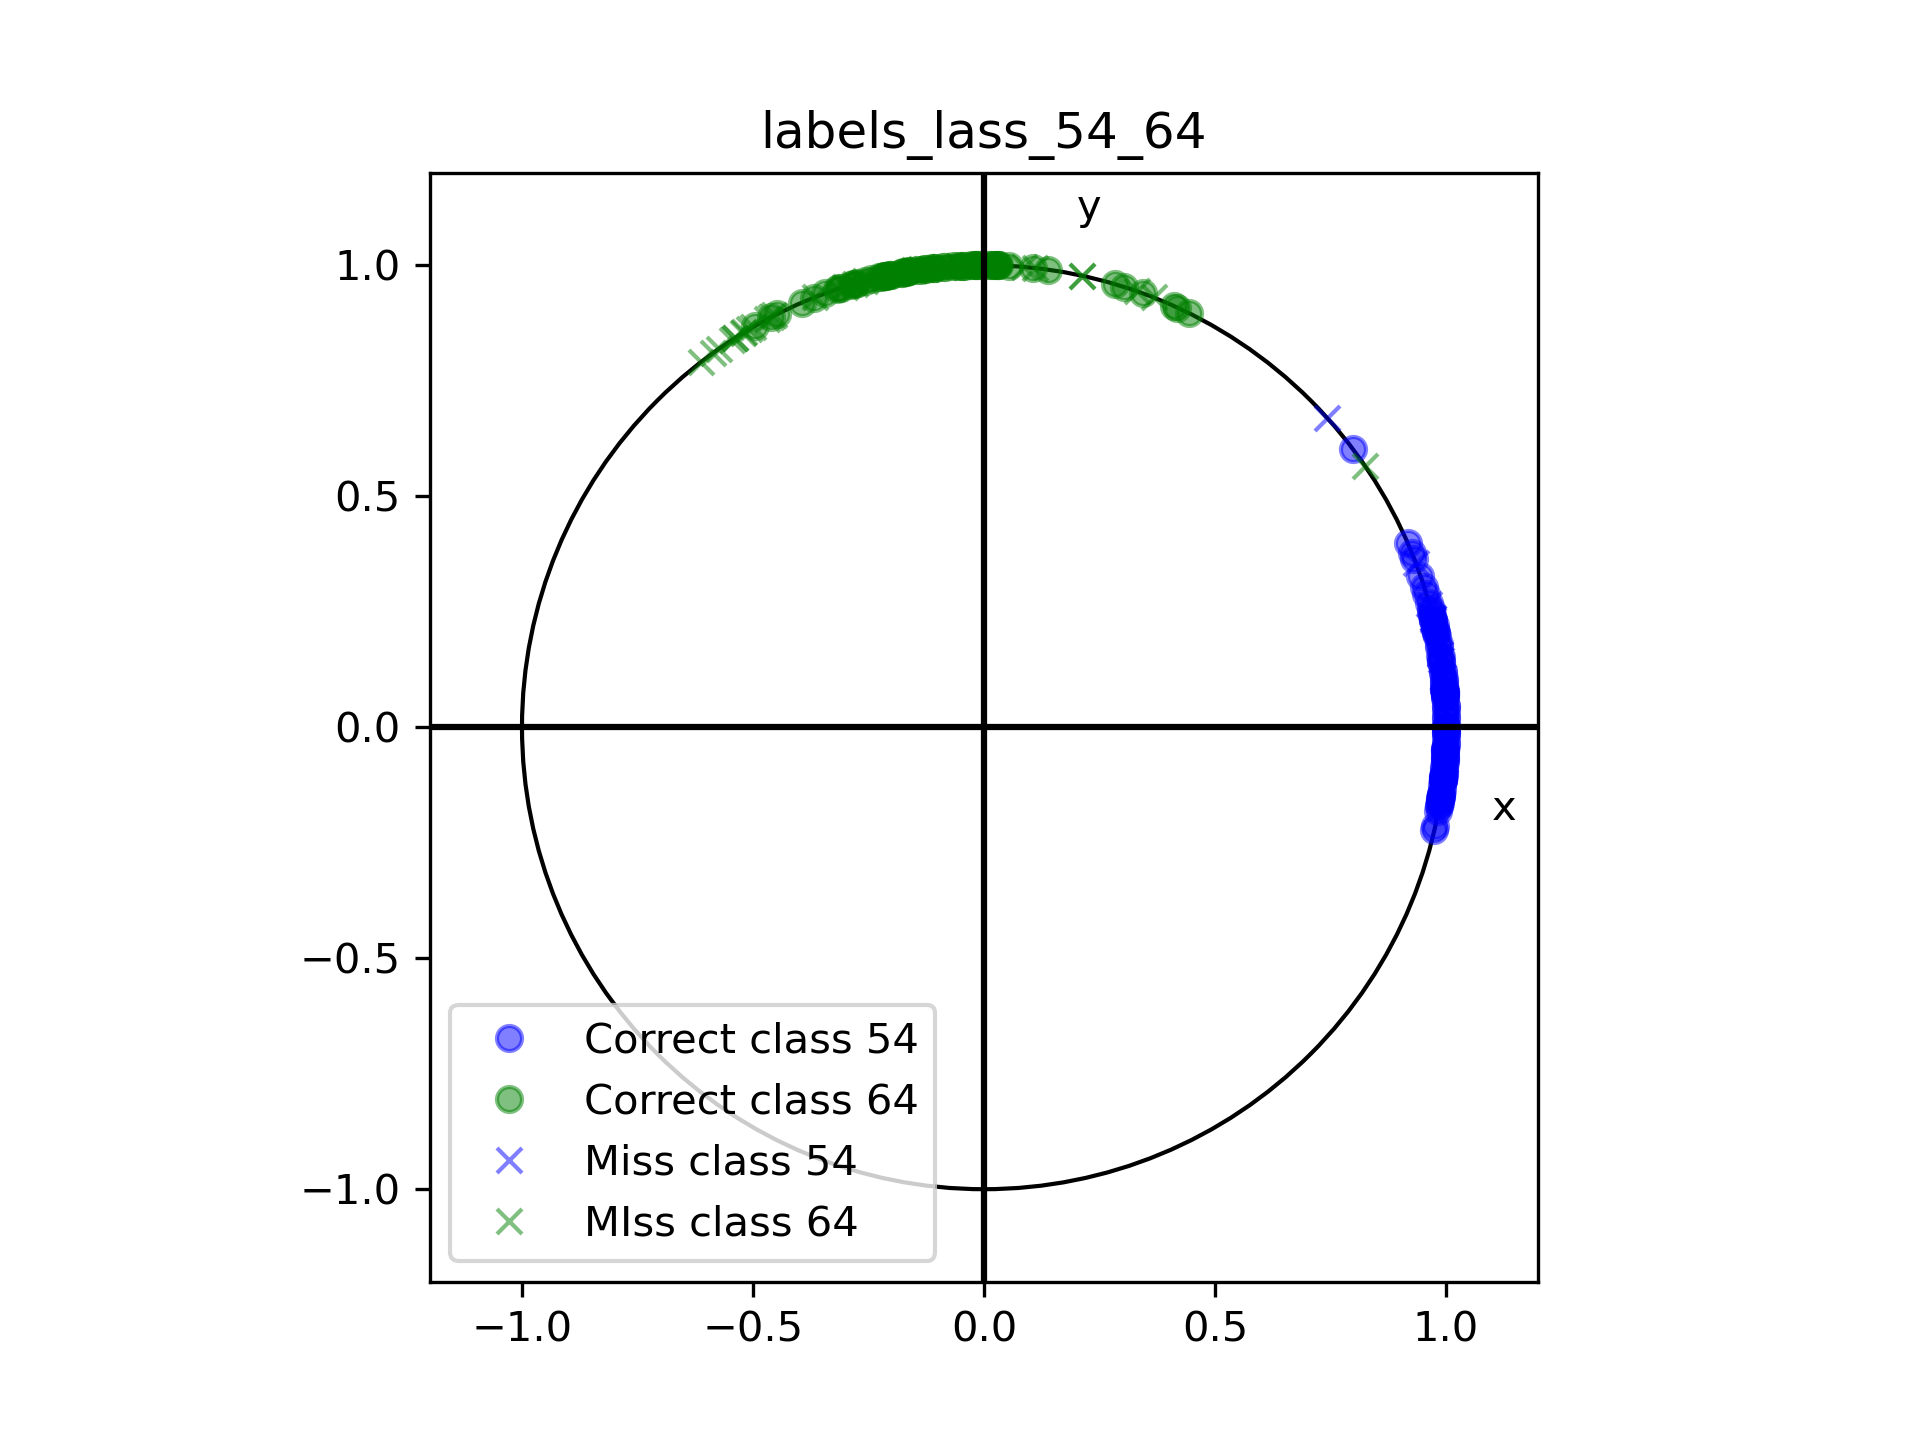 labels_lass_54_64
y
1.0
0.5
0.0
−0.5
−1.0
x
Correct class 54
Correct class 64
Miss class 54
MIss class 64
−1.0 −0.5 0.0 0.5 1.0